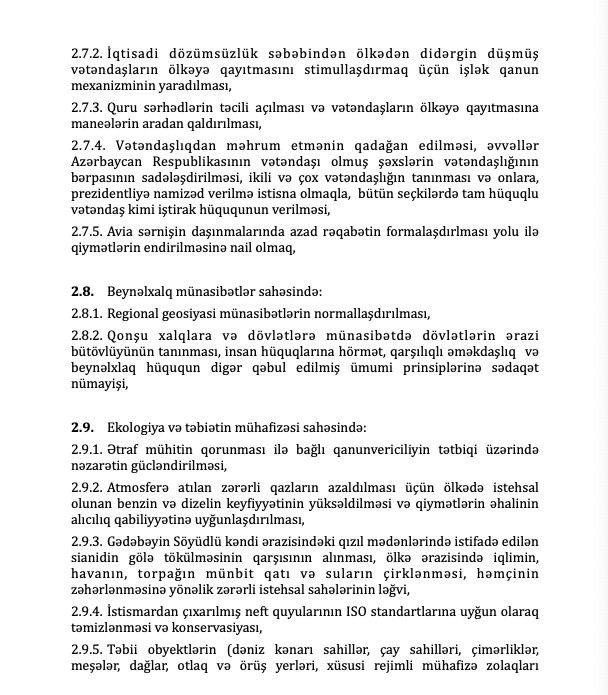 2.7.2. İqtisadi dözümsüzlük səbəbindən ölkədən didərgin düşmüş
vətəndaşların ölkəyə qayıtmasını stimullaşdırmaq üçün işlək qanun
mexanizminin yaradılması,
2.7.3. Quru sərhədlərin təcili açılması və vətəndaşların ölkəyə qayıtmasına
maneələrin aradan qaldırılması,
2.7.4. Vətəndaşlıqdan məhrum etmənin qadağan edilməsi, əvvəllər
Azərbaycan Respublikasının vətəndaşı olmuş şəxslərin vətəndaşlığının
bərpasının sadələşdirilməsi, ikili və çox vətəndaşlığın tanınması və onlara,
prezidentliyə namizəd verilmə istisna olmaqla, bütün seçkilərdə tam hüquqlu
vətəndaş kimi iştirak hüququnun verilməsi,
2.7.5. Avia sərnişin daşınmalarında azad rəqabətin formalaşdırlması yolu ilə
qiymətlərin endirilməsinə nail olmaq,
2.8. Beynəlxalq münasibətlər sahəsində:
2.8.1. Regional geosiyasi münasibətlərin normallaşdırılması,
2.8.2. Qonşu xalqlara və dövlətlərə münasibətdə dövlətlərin ərazi
bütövlüyünün tanınması, insan hüquqlarına hörmət, qarşılıqlı əməkdaşlıq və
beynəlxlaq hüququn digər qəbul edilmiş ümumi prinsiplərinə sədaqət
nümayişi,
2.9. Ekologiya və təbiətin mühafizəsi sahəsində:
2.9.1. Ətraf mühitin qorunması ilə bağlı qanunvericiliyin tətbiqi üzərində
nəzarətin gücləndirilməsi,
2.9.2. Atmosferə atılan zərərli qazların azaldılması üçün ölkədə istehsal
olunan benzin və dizelin keyfiyyətinin yüksəldilməsi və qiymətlərin əhalinin
alıcılıq qabiliyyətinə uyğunlaşdırılması,
2.9.3. Gədəbəyin Söyüdlü kəndi ərazisindəki qızıl mədənlərində istifadə edilən
sianidin gölə tökülməsinin qarşısının alınması, ölkə ərazisində iqlimin,
havanın, torpağın münbit qatı və suların çirklənməsi, həmçinin
zəhərlənməsinə yönəlik zərərli istehsal sahələrinin ləğvi,
2.9.4. İstismardan çıxarılmış neft quyularının ISO standartlarına uyğun olaraq
təmizlənməsi və konservasiyası,
2.9.5. Təbii obyektlərin (dəniz kənarı sahillər, çay sahilləri, çimərliklər,
meşələr, dağlar, otlaq və örüş yerləri, xüsusi rejimli mühafizə zolaqları